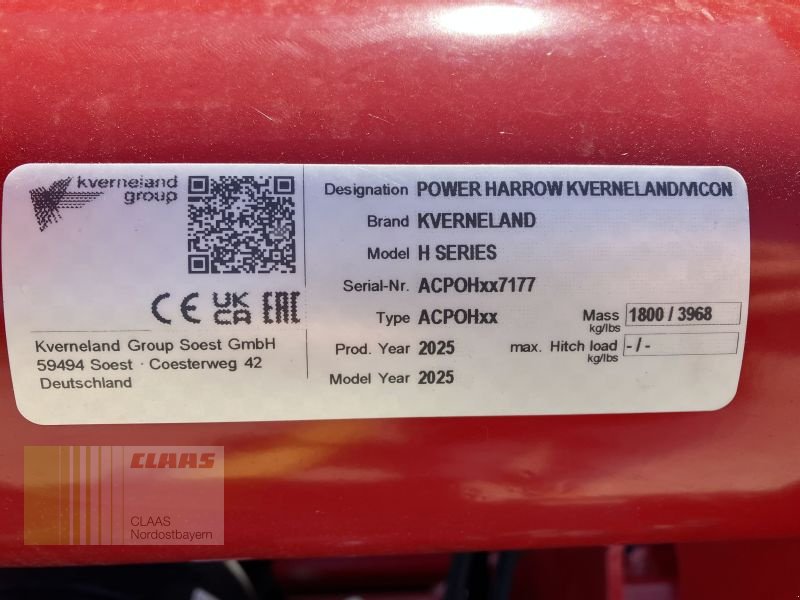 kverneland
group
CE UK CA EAC
Kverneland Group Soest GmbH
59494 Soest · Coesterweg 42
Deutschland
Designation POWER HARROW KVERNELAND/VICON
Brand KVERNELAND
Model H SERIES
Serial-Nr. ACPOHxx7177
Type ACPOHxx
Mass kg/lbs 1800 / 3968
Prod. Year 2025
max. Hitch load kg/lbs - / -
Model Year 2025
CLAAS
CLAAS
Nordostbayern